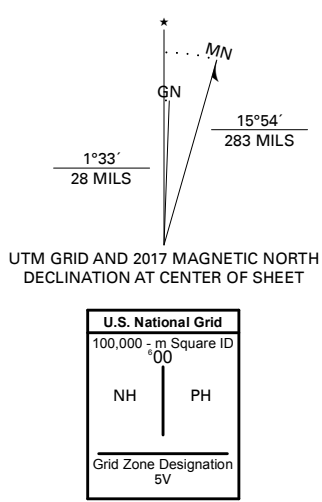 ★
MN
GN
15°54´
283 MILS
1°33´
28 MILS
UTM GRID AND 2017 MAGNETIC NORTH
DECLINATION AT CENTER OF SHEET
U.S. National Grid
100,000 - m Square ID
⁶00
NH PH
Grid Zone Designation
5V